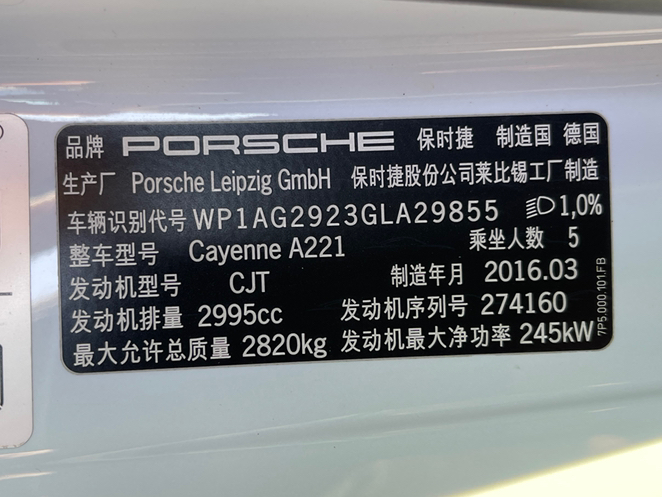 品牌 PORSCHE 保时捷 制造国 德国
生产厂 Porsche Leipzig GmbH 保时捷股份公司莱比锡工厂制造
车辆识别代号 WP1AG2923GLA29855 1,0%
整车型号 Cayenne A221 乘坐人数 5
发动机型号 CJT 制造年月 2016.03
发动机排量 2995cc 发动机序列号 274160
最大允许总质量 2820kg 发动机最大净功率 245kW
7P5.000.101.FB